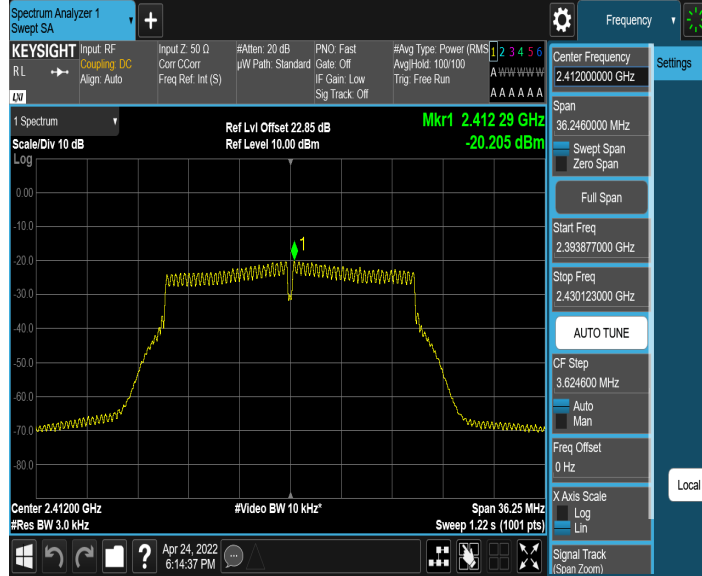 Spectrum Analyzer 1
Swept SA
+
Frequency
KEYSIGHT
RL
LXI
Input: RF
Coupling: DC
Align: Auto
Input Z: 50 Ω
Corr CCorr
Freq Ref: Int (S)
#Atten: 20 dB
µW Path: Standard
PNO: Fast
Gate: Off
IF Gain: Low
Sig Track: Off
#Avg Type: Power (RMS
Avg|Hold: 100/100
Trig: Free Run
1 2 3 4 5 6
A W W W W W
A A A A A A
1 Spectrum
Scale/Div 10 dB
Ref Lvl Offset 22.85 dB
Ref Level 10.00 dBm
Mkr1 2.412 29 GHz
-20.205 dBm
Log
0.00
-10.0
-20.0
-30.0
-40.0
-50.0
-60.0
-70.0
-80.0
1
Center 2.41200 GHz
#Res BW 3.0 kHz
#Video BW 10 kHz*
Span 36.25 MHz
Sweep 1.22 s (1001 pts)
Center Frequency
2.412000000 GHz
Span
36.2460000 MHz
Swept Span
Zero Span
Full Span
Start Freq
2.393877000 GHz
Stop Freq
2.430123000 GHz
AUTO TUNE
CF Step
3.624600 MHz
Auto
Man
Freq Offset
0 Hz
X Axis Scale
Log
Lin
Signal Track
(Span Zoom)
Settings
Local
?
Apr 24, 2022
6:14:37 PM